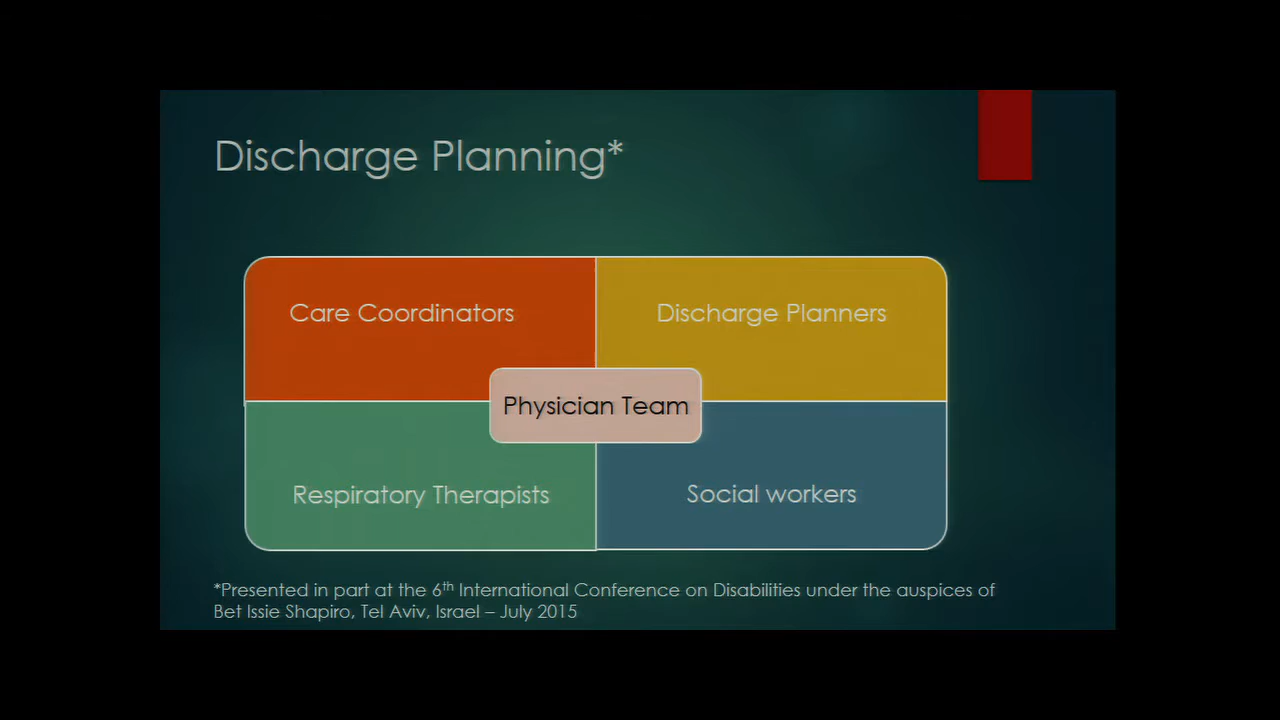 Discharge Planning*
Care Coordinators
Discharge Planners
Physician Team
Respiratory Therapists
Social workers
*Presented in part at the 6th International Conference on Disabilities under the auspices of
Bet Issie Shapiro, Tel Aviv, Israel – July 2015